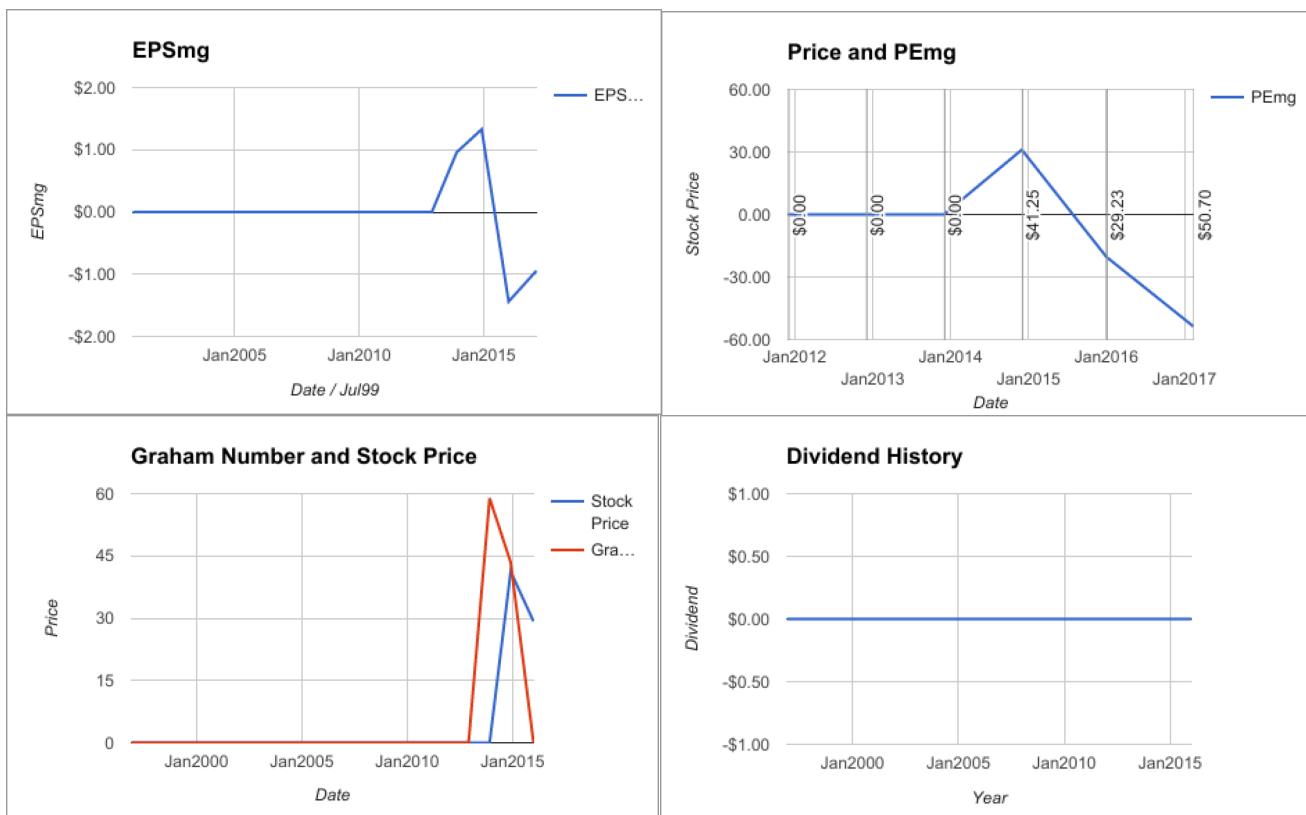 EPSmg
$2.00
$1.00
$0.00
-$1.00
-$2.00
EPSmg
EPS…
Jan2005
Jan2010
Jan2015
Date / Jul99
Price and PEmg
60.00
30.00
0.00
-30.00
-60.00
Stock Price
PEmg
$0.00
$0.00
$0.00
$41.25
$29.23
$50.70
Jan2012
Jan2013
Jan2014
Jan2015
Jan2016
Jan2017
Date
Graham Number and Stock Price
60
45
30
15
0
Price
Stock
Price
Gra…
Jan2000
Jan2005
Jan2010
Jan2015
Date
Dividend History
$1.00
$0.50
$0.00
-$0.50
-$1.00
Dividend
Jan2000
Jan2005
Jan2010
Jan2015
Year